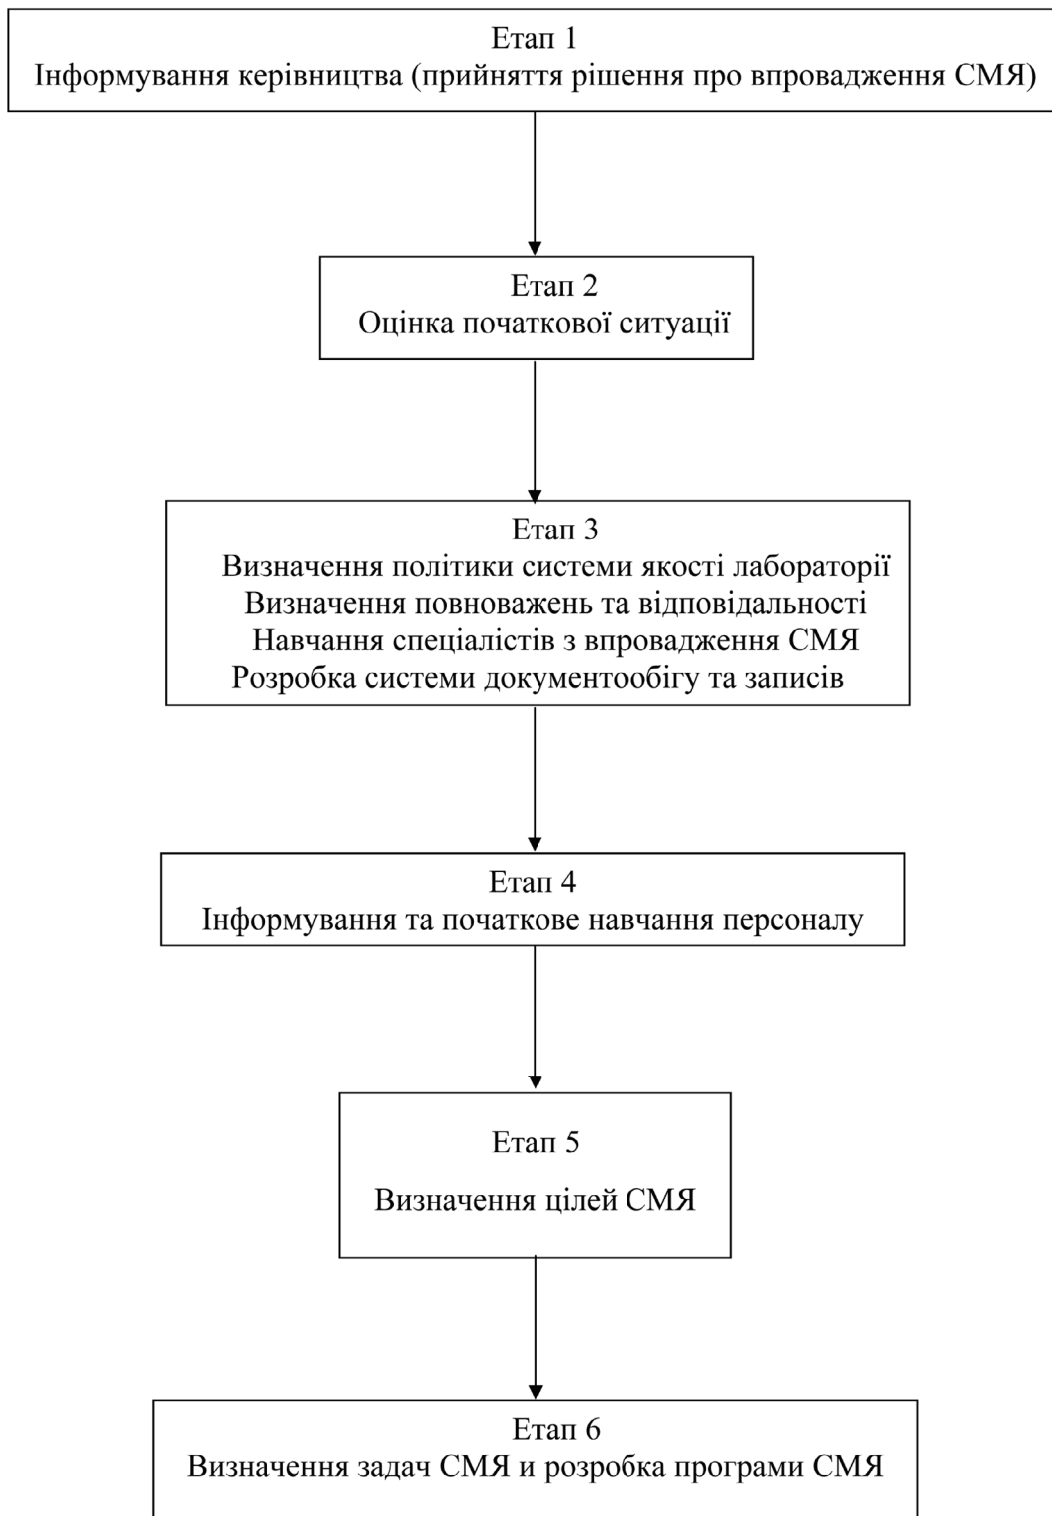 Етап 1
Інформування керівництва (прийняття рішення про впровадження СМЯ)
Етап 2
Оцінка початкової ситуації
Етап 3
Визначення політики системи якості лабораторії
Визначення повноважень та відповідальності
Навчання спеціалістів з впровадження СМЯ
Розробка системи документообігу та записів
Етап 4
Інформування та початкове навчання персоналу
Етап 5
Визначення цілей СМЯ
Етап 6
Визначення задач СМЯ и розробка програми СМЯ